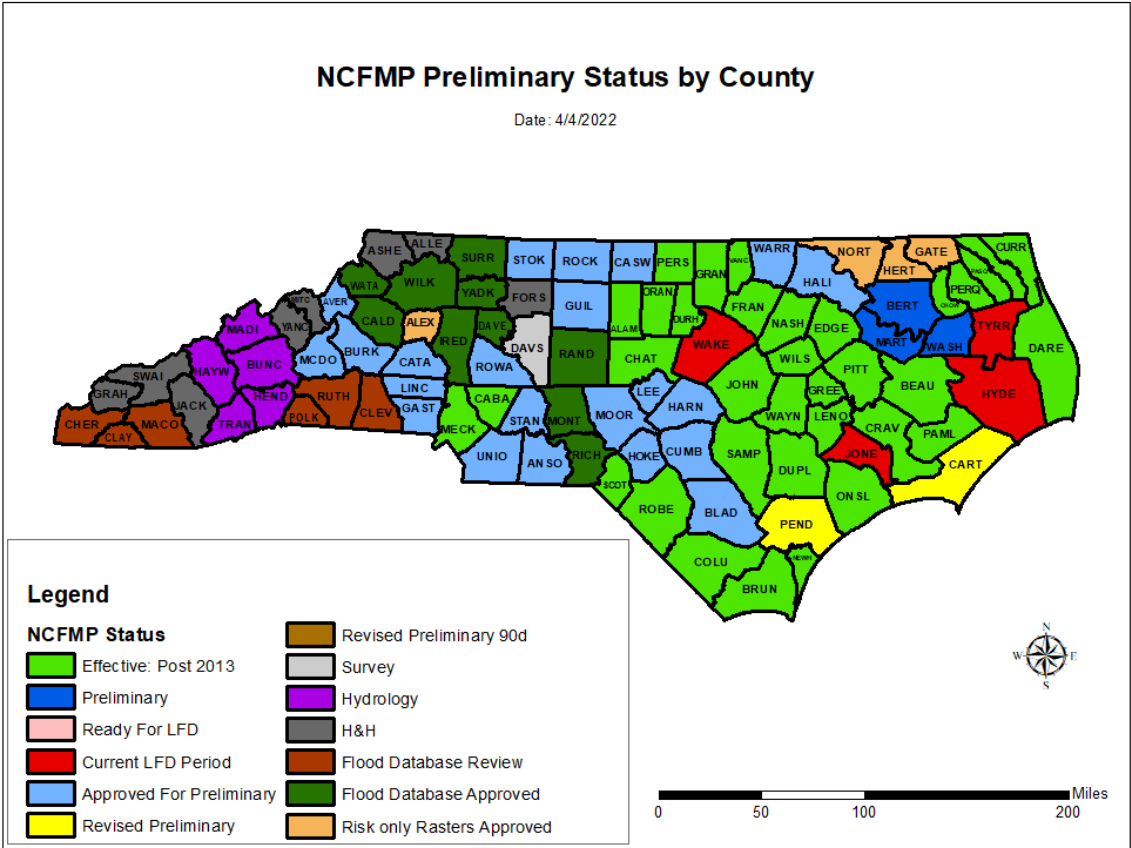 NCFMP Preliminary Status by County
Date: 4/4/2022
ASHE ALLE SURR STOK ROCK CASW PERS GRAN VANC WARR NORT HERT GATE CURR
WATA WILK YADK FORS GUIL ORAN DURH FRAN HALI BERT CHOW PERQ PASQ
MITC AVER CALD ALEX IRED DAVE DAVS RAND ALAM CHAT WAKE NASH EDGE MART WASH TYRR DARE
MADI YANC MCDO BURK CATA ROWA WILS PITT BEAU HYDE
SWAI HAYW BUNC LINC LEE JOHN GREE
GRAH JACK HEND RUTH CLEV GAST CABA STAN MONT MOOR HARN WAYN LENO CRAV PAML
CHER CLAY MACO TRAN POLK MECK UNIO ANSO RICH HOKE CUMB SAMP DUPL JONE CART
SCOT ROBE BLAD PEND ONSL
COLU BRUN NEWH
Legend
NCFMP Status
Effective: Post 2013
Preliminary
Ready For LFD
Current LFD Period
Approved For Preliminary
Revised Preliminary
Revised Preliminary 90d
Survey
Hydrology
H&H
Flood Database Review
Flood Database Approved
Risk only Rasters Approved
N
W E
S
Miles
0 50 100 200